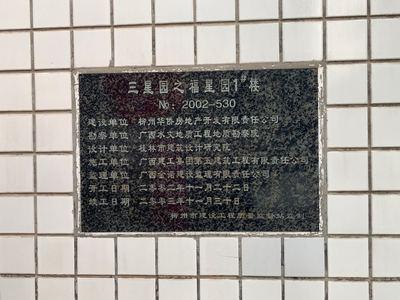 三星园之福星园1#楼
No：2002-530
建设单位：柳州华侨房地产开发有限责任公司
勘察单位：广西水文地质工程地质勘察院
设计单位：桂林市建筑设计研究院
施工单位：广西建工集团第五建筑工程有限责任公司
监理单位：广西金诺建设监理有限责任公司
开工日期：二零零二年十一月二十二日
竣工日期：二零零三年十一月三十日
柳州市建设工程质量监督站监制